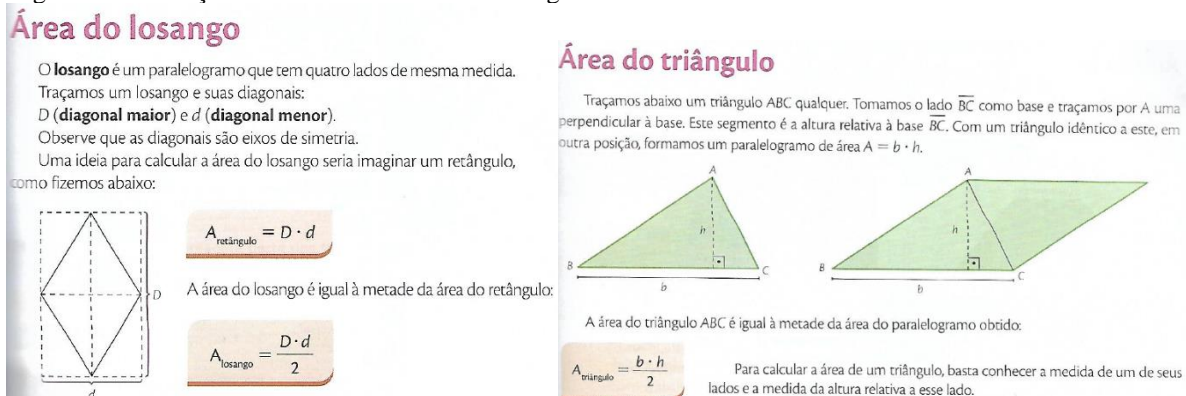 Área do losango
O losango é um paralelogramo que tem quatro lados de mesma medida.
Traçamos um losango e suas diagonais:
D (diagonal maior) e d (diagonal menor).
Observe que as diagonais são eixos de simetria.
Uma ideia para calcular a área do losango seria imaginar um retângulo,
como fizemos abaixo:
D
d
A retângulo = D · d
A área do losango é igual à metade da área do retângulo:
A losango = D · d / 2
Área do triângulo
Traçamos abaixo um triângulo ABC qualquer. Tomamos o lado BC como base e traçamos por A uma
perpendicular à base. Este segmento é a altura relativa à base BC. Com um triângulo idêntico a este, em
outra posição, formamos um paralelogramo de área A = b · h.
A
h
B
C
b
A
h
B
C
b
A área do triângulo ABC é igual à metade da área do paralelogramo obtido:
A triângulo = b · h / 2
Para calcular a área de um triângulo, basta conhecer a medida de um de seus
lados e a medida da altura relativa a esse lado.